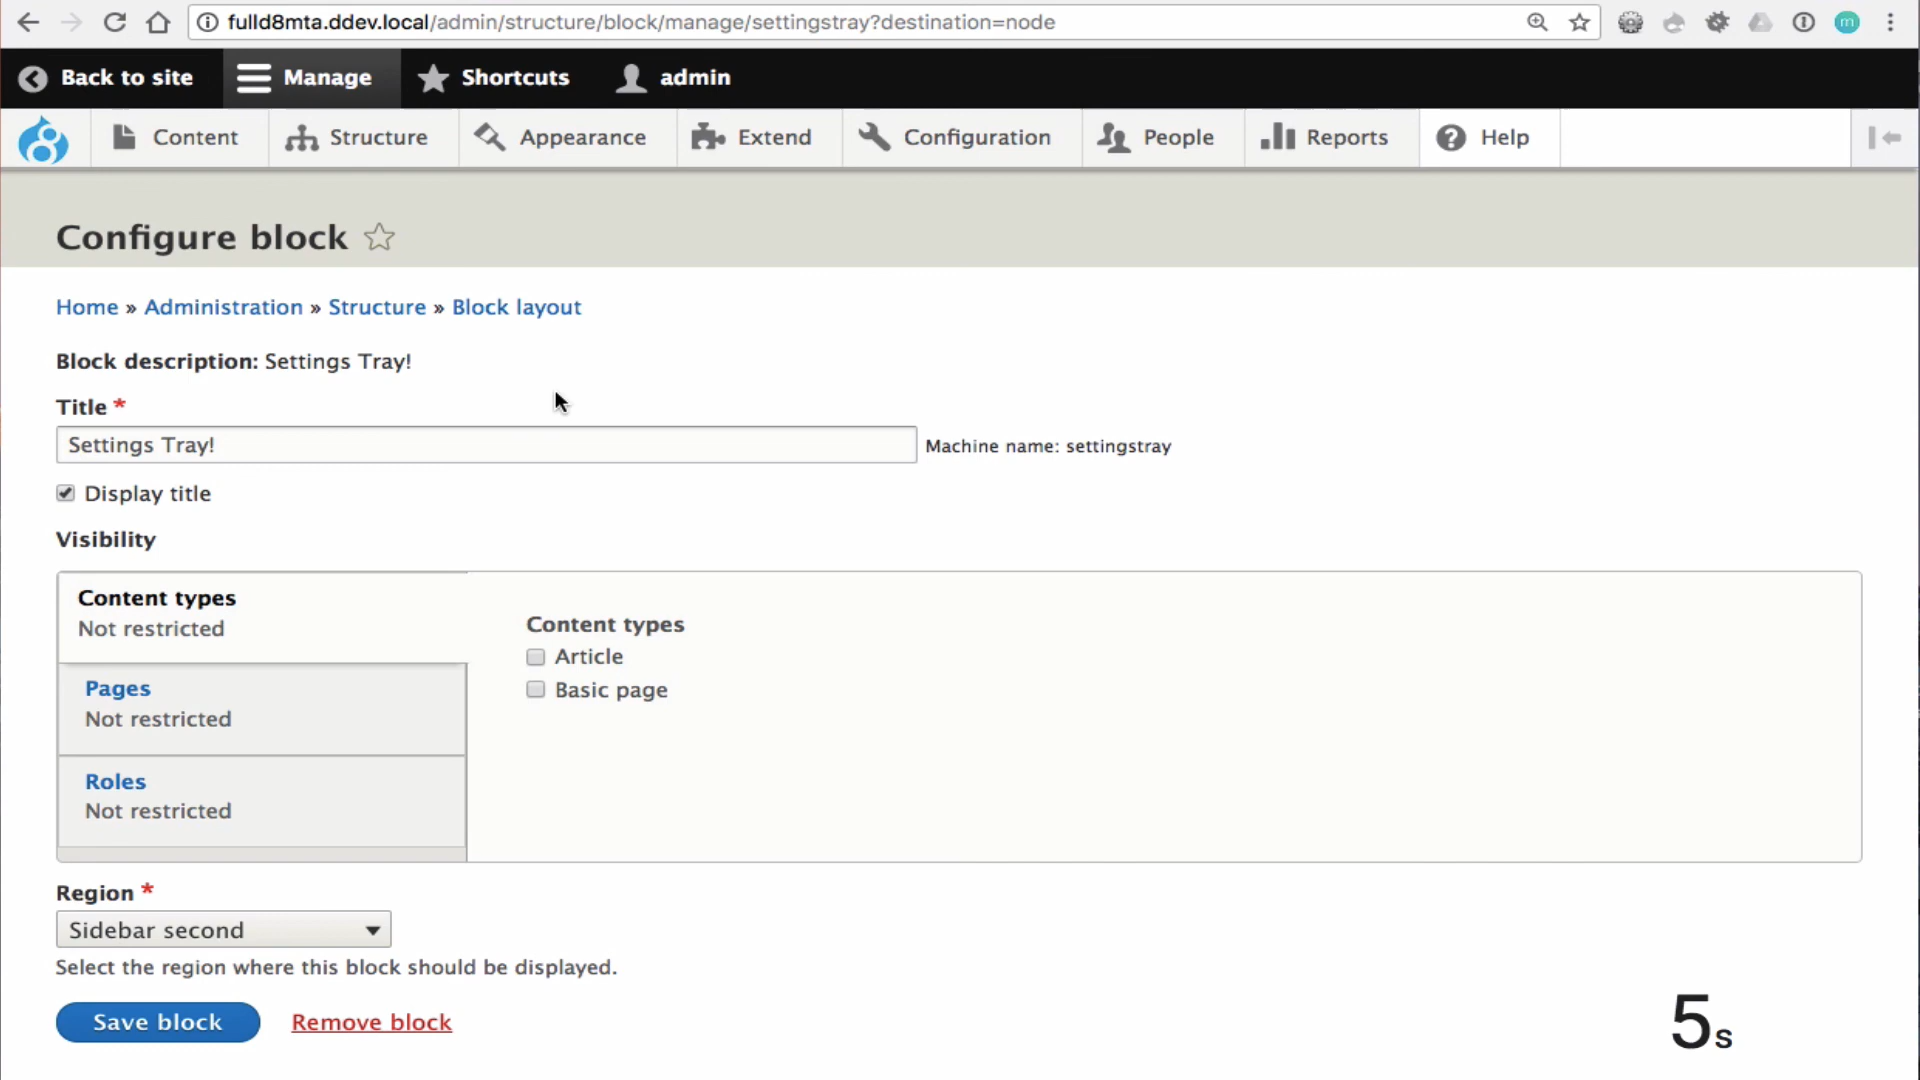 fulld8mta.ddev.local/admin/structure/block/manage/settingstray?destination=node
m
Back to site Manage Shortcuts admin
Content Structure Appearance Extend Configuration People Reports Help
Configure block
Home » Administration » Structure » Block layout
Block description: Settings Tray!
Title *
Settings Tray! Machine name: settingstray
Display title
Visibility
Content types
Not restricted
Pages
Not restricted
Roles
Not restricted
Content types
Article
Basic page
Region *
Sidebar second
Select the region where this block should be displayed.
Save block Remove block
5s